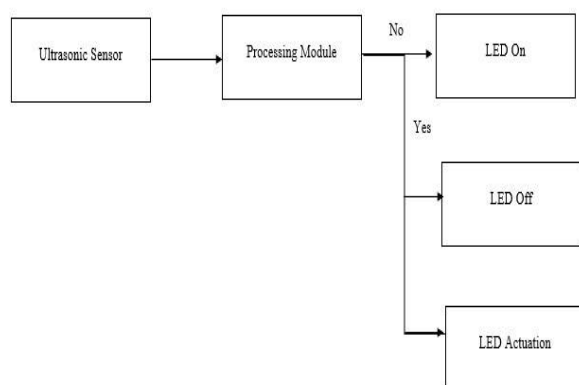 Ultrasonic Sensor
Processing Module
No
LED On
Yes
LED Off
LED Actuation